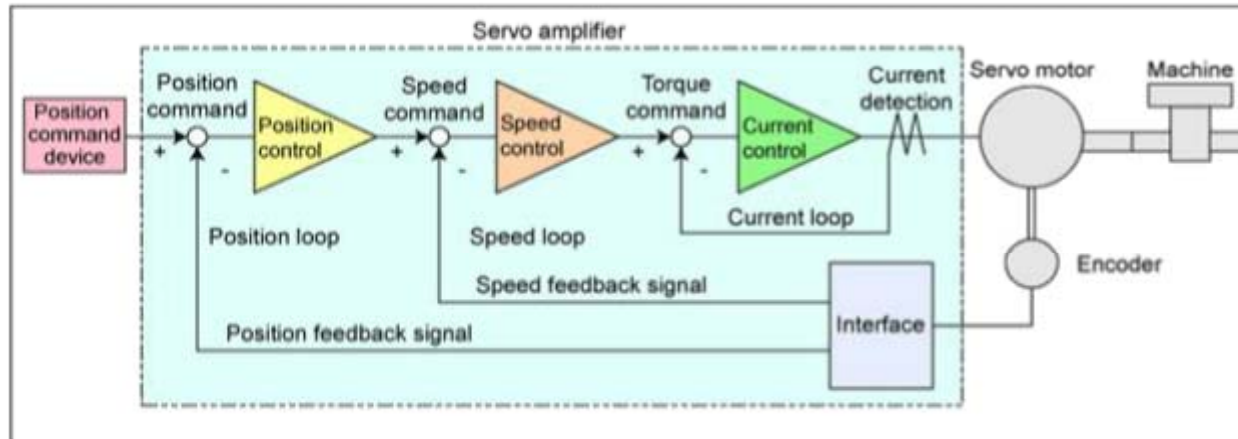 Servo amplifier
Position
command
device
Position
command
+
-
Position
control
Speed
command
+
-
Speed
control
Torque
command
+
-
Current
control
Current
detection
Servo motor
Machine
Current loop
Position loop
Speed loop
Encoder
Speed feedback signal
Interface
Position feedback signal